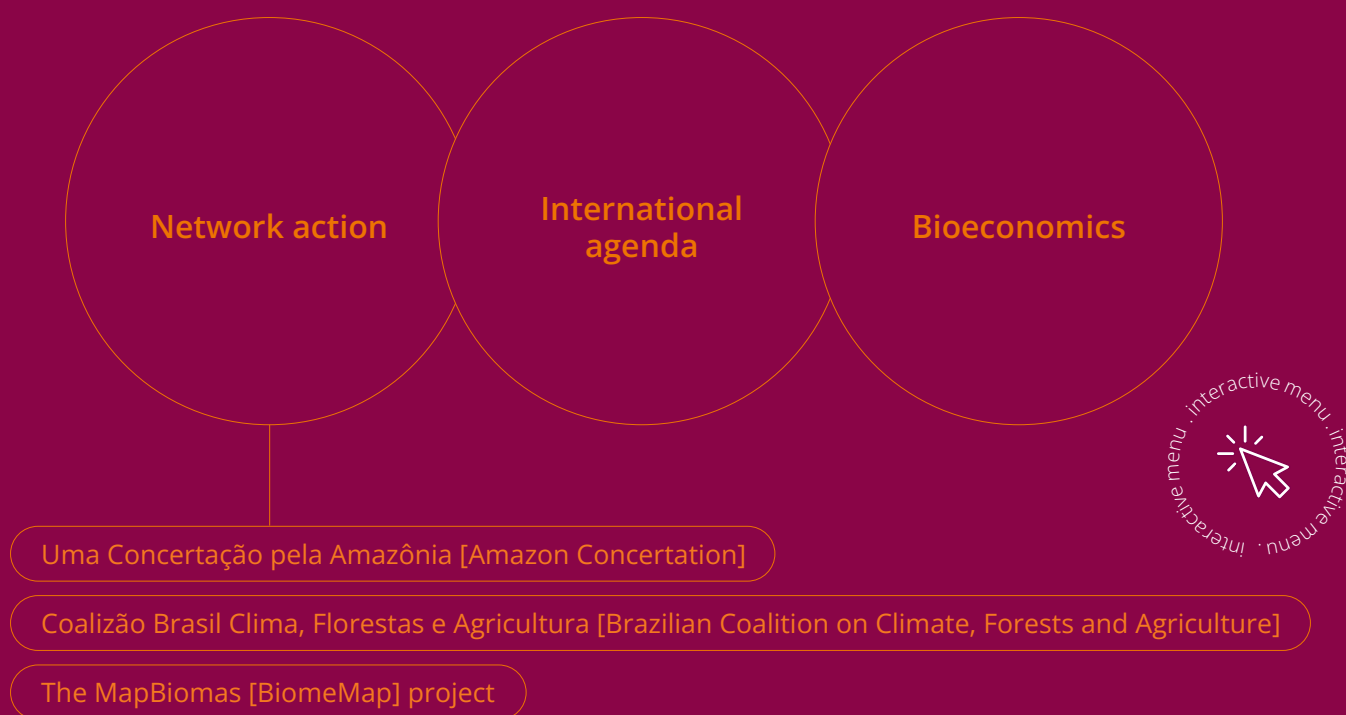 Network action
International
agenda
Bioeconomics
interactive menu . interactive menu . interactive menu .
Uma Concertação pela Amazônia [Amazon Concertation]
Coalizão Brasil Clima, Florestas e Agricultura [Brazilian Coalition on Climate, Forests and Agriculture]
The MapBiomas [BiomeMap] project